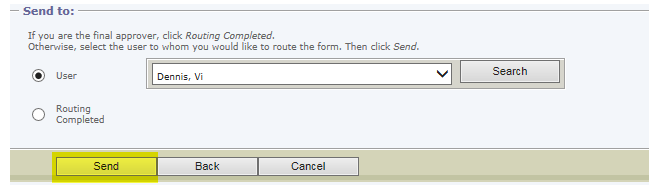 Send to:
If you are the final approver, click Routing Completed.
Otherwise, select the user to whom you would like to route the form. Then click Send.
User
Dennis, Vi
Search
Routing
Completed
Send
Back
Cancel